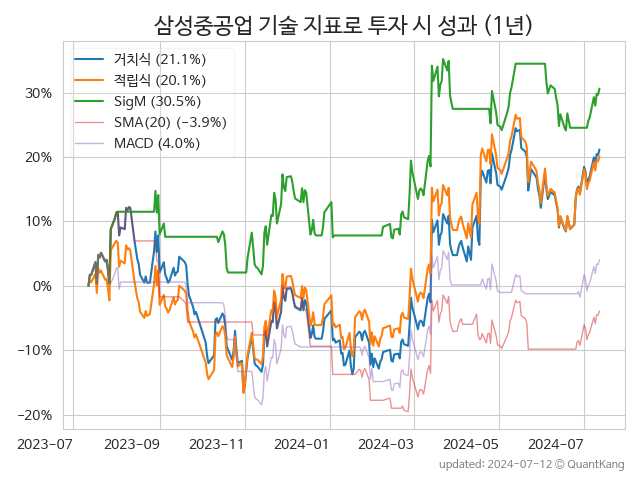 삼성중공업 기술 지표로 투자 시 성과 (1년)
거치식 (21.1%)
적립식 (20.1%)
SigM (30.5%)
SMA(20) (−3.9%)
MACD (4.0%)
30%
20%
10%
0%
−10%
−20%
2023-07 2023-09 2023-11 2024-01 2024-03 2024-05 2024-07
updated: 2024-07-12 © QuantKang